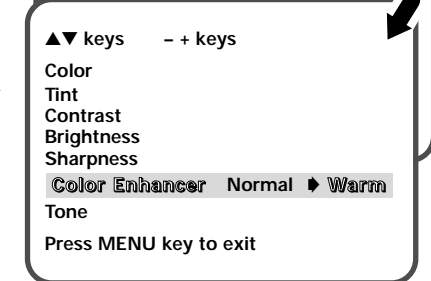 ▲▼ keys – + keys
Color
Tint
Contrast
Brightness
Sharpness
Color Enhancer Normal ➧ Warm
Tone
Press MENU key to exit